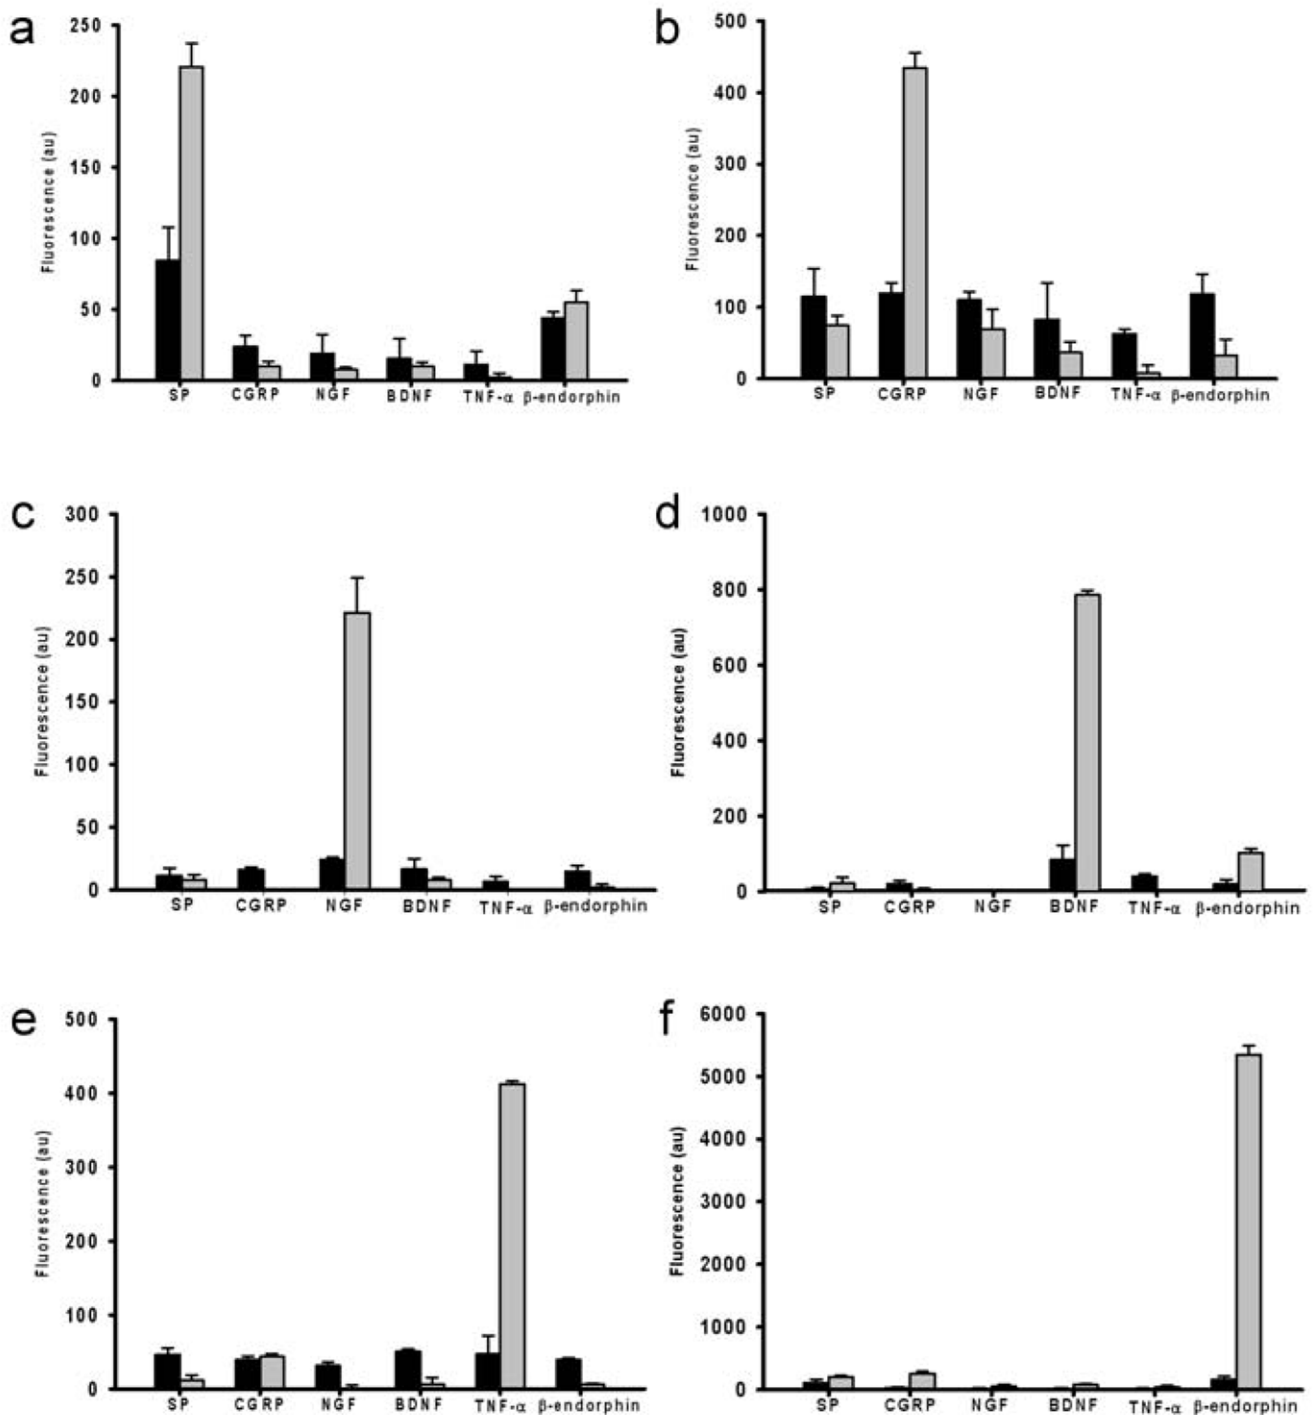 a
250
200
150
100
50
0
Fluorescence (au)
SP CGRP NGF BDNF TNF-α β-endorphin
b
500
400
300
200
100
0
Fluorescence (au)
SP CGRP NGF BDNF TNF-α β-endorphin
c
300
250
200
150
100
50
0
Fluorescence (au)
SP CGRP NGF BDNF TNF-α β-endorphin
d
1000
800
600
400
200
0
Fluorescence (au)
SP CGRP NGF BDNF TNF-α β-endorphin
e
500
400
300
200
100
0
Fluorescence (au)
SP CGRP NGF BDNF TNF-α β-endorphin
f
6000
5000
4000
3000
2000
1000
0
Fluorescence (au)
SP CGRP NGF BDNF TNF-α β-endorphin